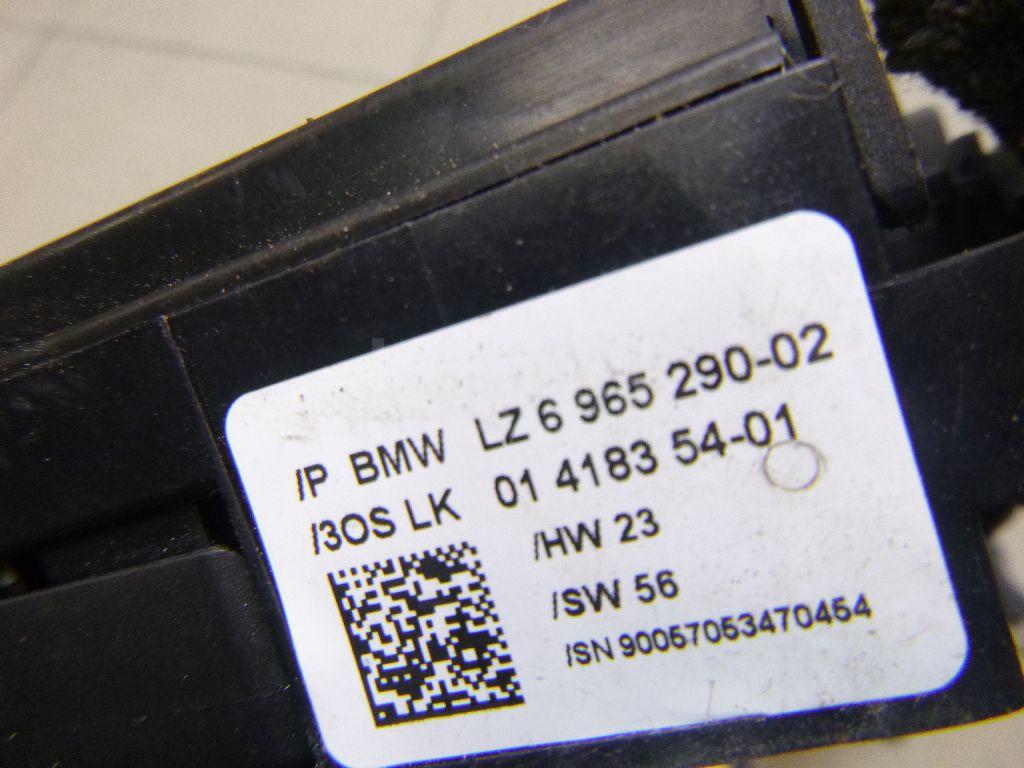 /P BMW LZ 6 965 290-02
/3OS LK 01 4183 54-01
/HW 23
/SW 56
/SN 90057053470454